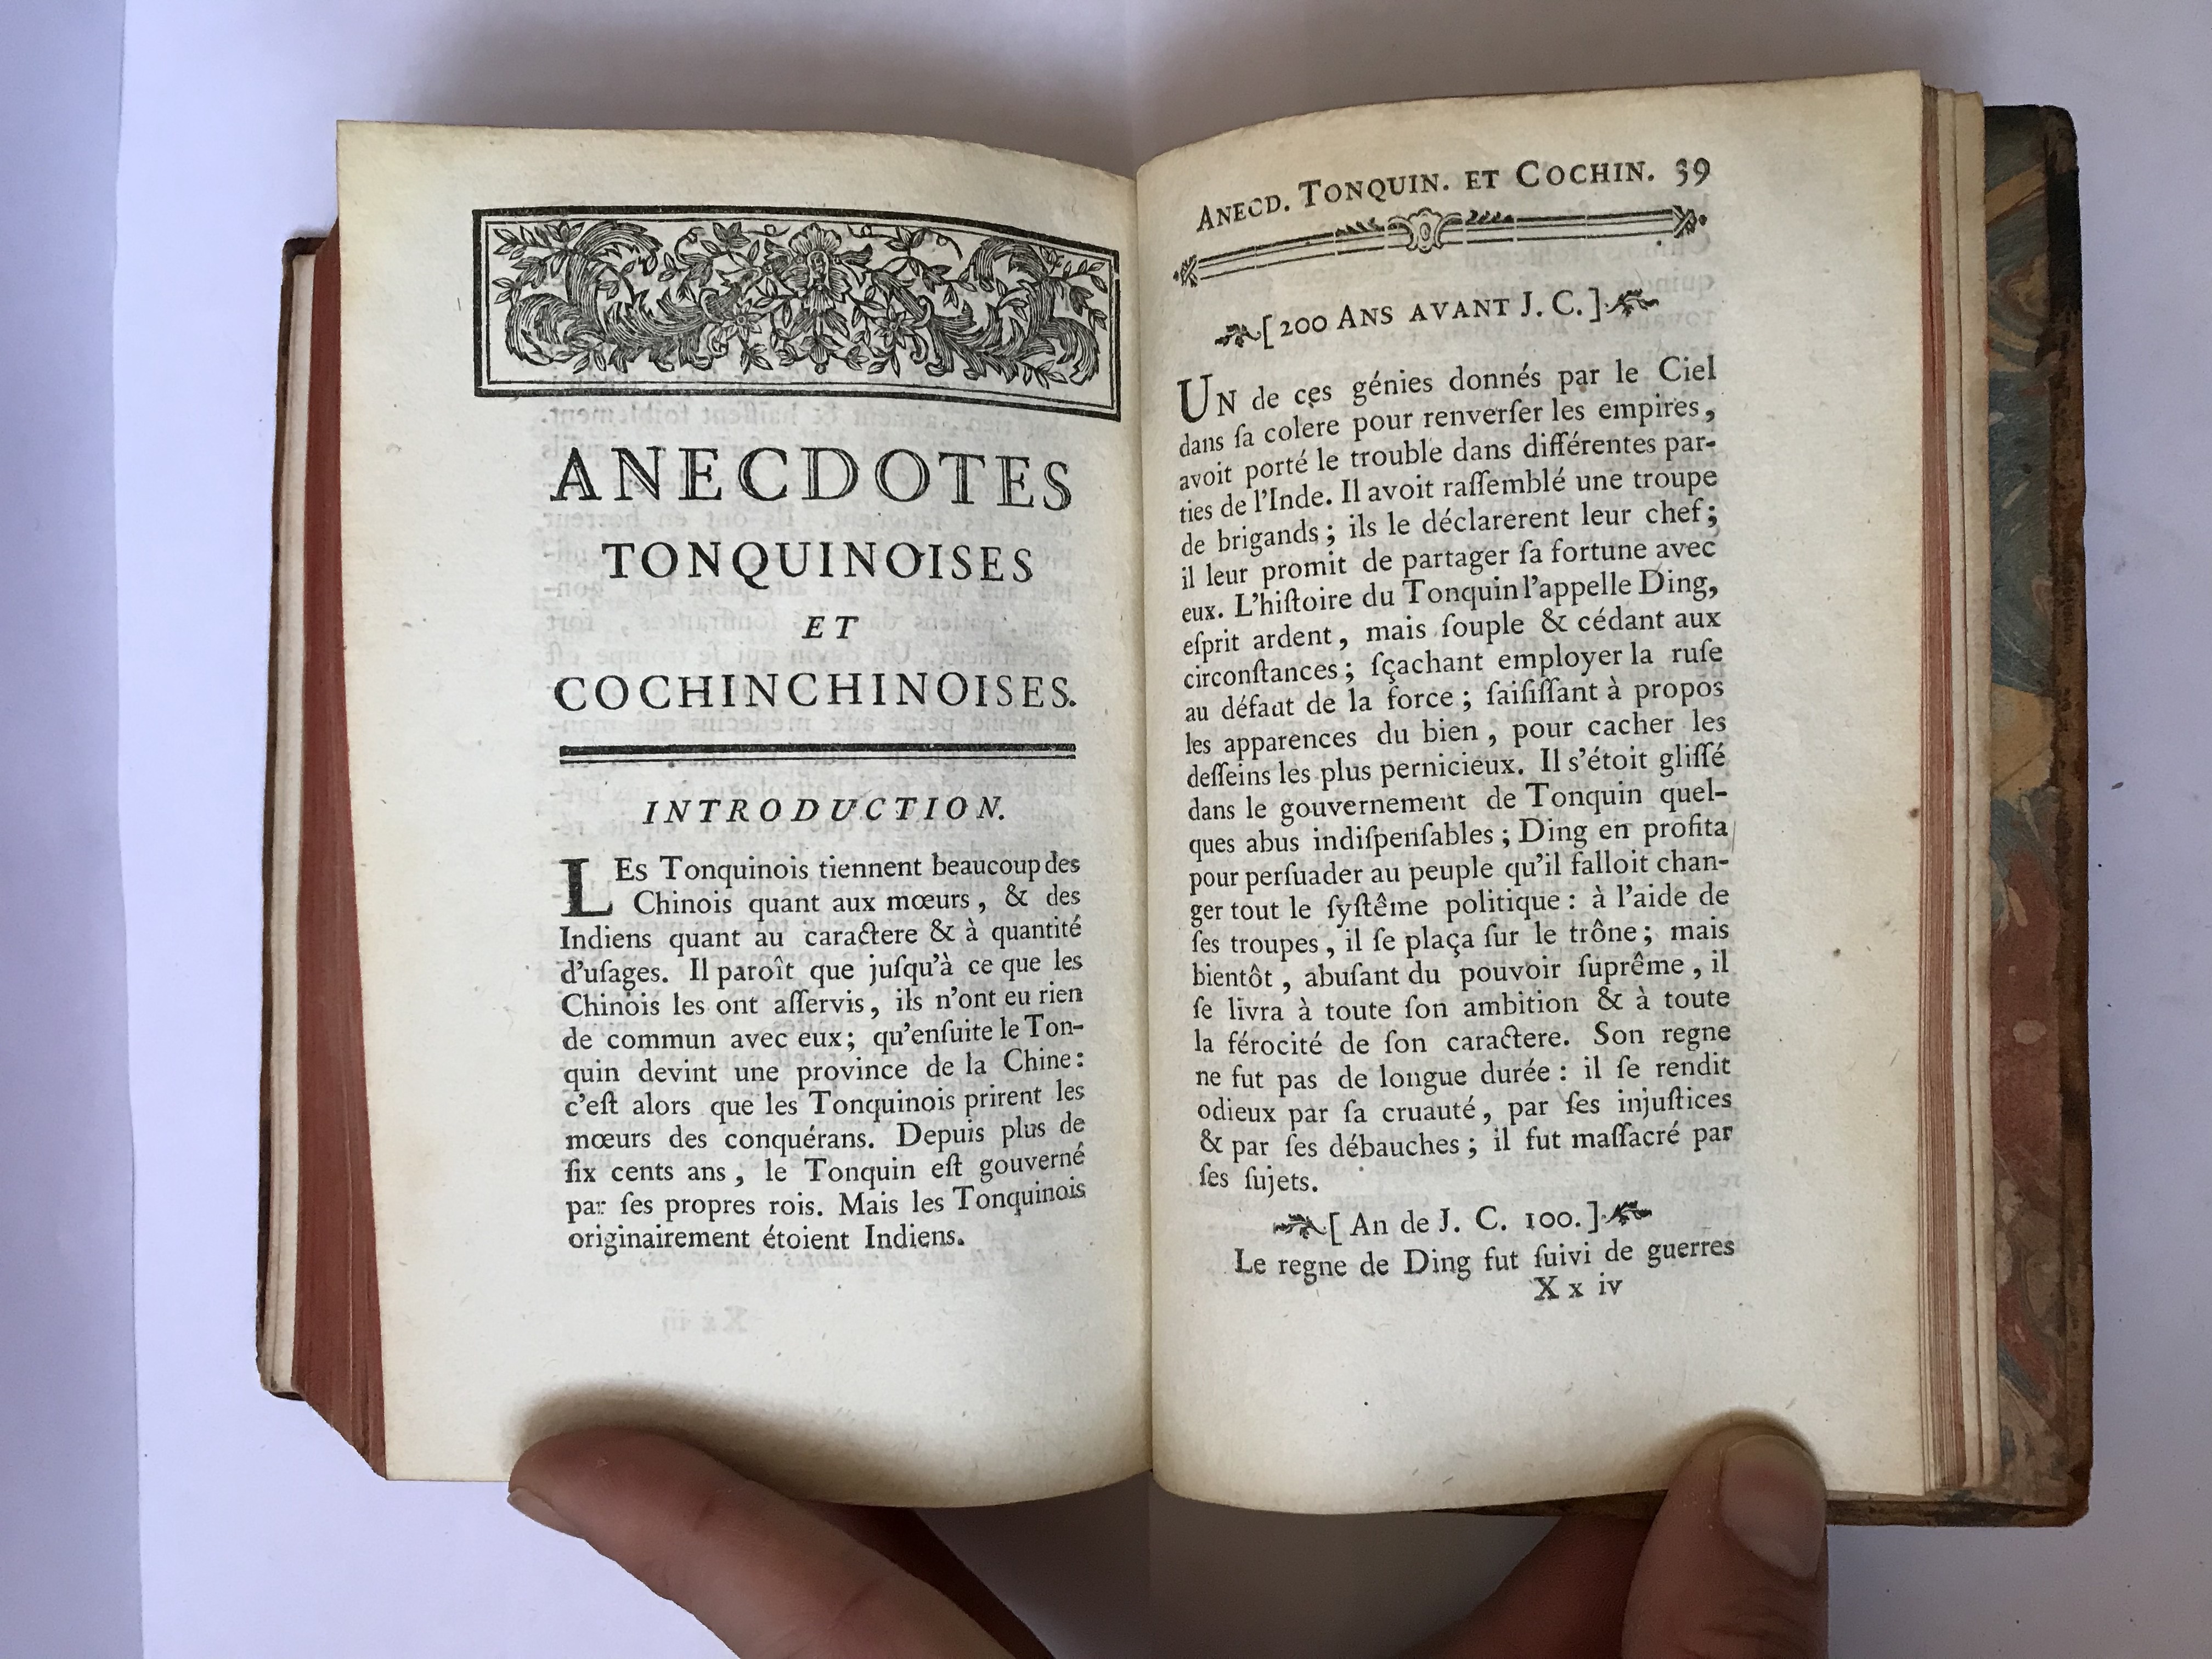 ANECDOTES
TONQUINOISES
ET
COCHINCHINOISES.
INTRODUCTION.
LEs Tonquinois tiennent beaucoup des
Chinois quant aux mœurs, & des
Indiens quant au caractere & à quantité
d'uſages. Il paroît que juſqu'à ce que les
Chinois les ont aſſervis, ils n'ont eu rien
de commun avec eux; qu'enſuite le Ton-
quin devint une province de la Chine:
c'eſt alors que les Tonquinois prirent les
mœurs des conquérans. Depuis plus de
ſix cents ans, le Tonquin eſt gouverné
par ſes propres rois. Mais les Tonquinois
originairement étoient Indiens.
ANECD. TONQUIN. ET COCHIN. 39
[200 ANS AVANT J. C.]
UN de ces génies donnés par le Ciel
dans ſa colere pour renverſer les empires,
avoit porté le trouble dans différentes par-
ties de l'Inde. Il avoit raſſemblé une troupe
de brigands; ils le déclarerent leur chef;
il leur promit de partager ſa fortune avec
eux. L'hiſtoire du Tonquin l'appelle Ding,
eſprit ardent, mais ſouple & cédant aux
circonſtances; ſçachant employer la ruſe
au défaut de la force; ſaiſiſſant à propos
les apparences du bien, pour cacher les
deſſeins les plus pernicieux. Il s'étoit gliſſé
dans le gouvernement de Tonquin quel-
ques abus indiſpenſables; Ding en profita
pour perſuader au peuple qu'il falloit chan-
ger tout le ſyſtême politique: à l'aide de
ſes troupes, il ſe plaça ſur le trône; mais
bientôt, abuſant du pouvoir ſuprême, il
ſe livra à toute ſon ambition & à toute
la férocité de ſon caractere. Son regne
ne fut pas de longue durée: il ſe rendit
odieux par ſa cruauté, par ſes injuſtices
& par ſes débauches; il fut maſſacré par
ſes ſujets.
[An de J. C. 100.]
Le regne de Ding fut ſuivi de guerres
X x iv